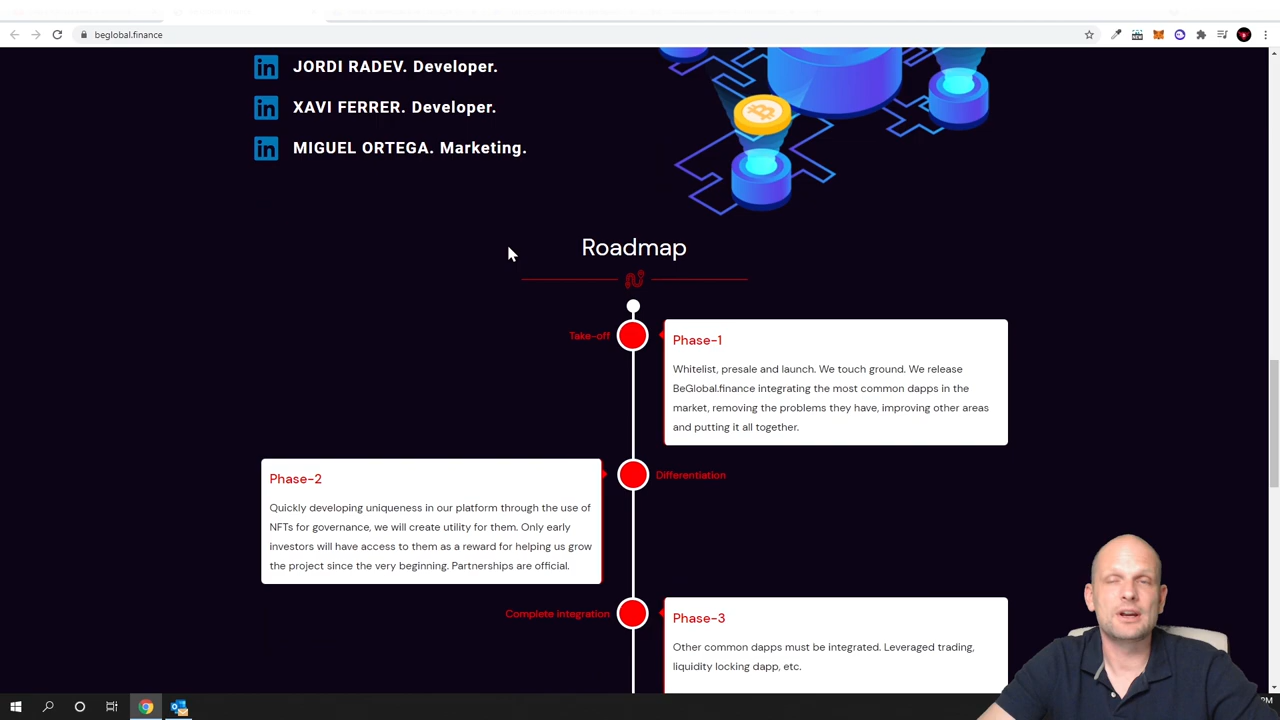 beglobal.finance
JORDI RADEV. Developer.
XAVI FERRER. Developer.
MIGUEL ORTEGA. Marketing.
Roadmap
Take-off
Phase-1
Whitelist, presale and launch. We touch ground. We release
BeGlobal.finance integrating the most common dapps in the
market, removing the problems they have, improving other areas
and putting it all together.
Differentiation
Phase-2
Quickly developing uniqueness in our platform through the use of
NFTs for governance, we will create utility for them. Only early
investors will have access to them as a reward for helping us grow
the project since the very beginning. Partnerships are official.
Complete integration
Phase-3
Other common dapps must be integrated. Leveraged trading,
liquidity locking dapp, etc.